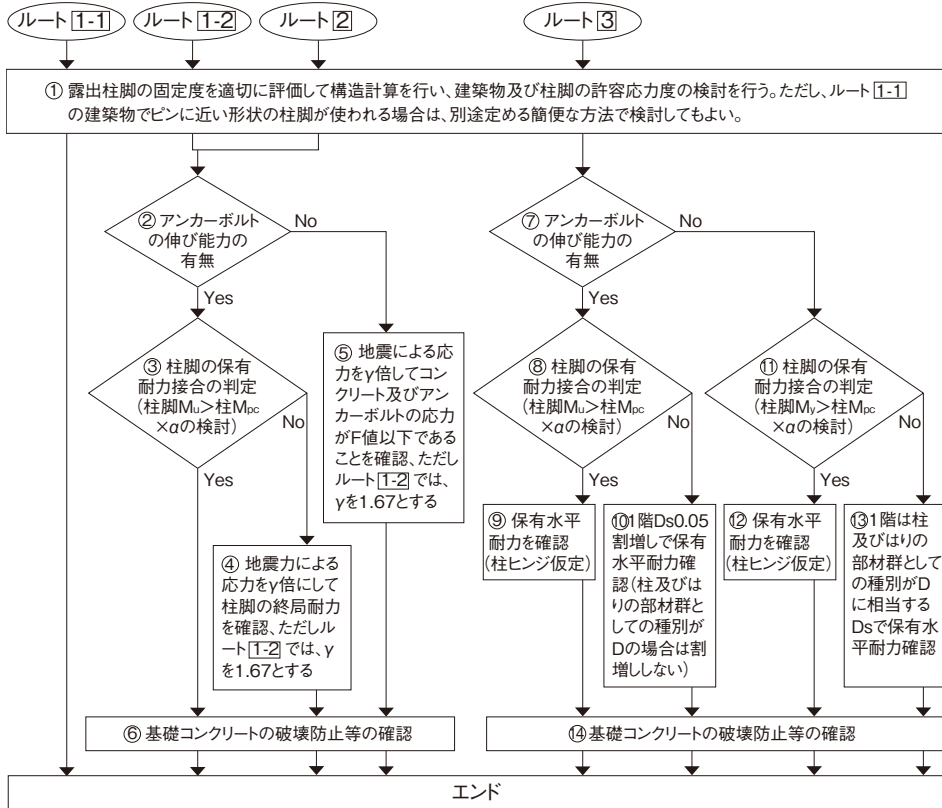 ルート 1-1
ルート 1-2
ルート 2
ルート 3
① 露出柱脚の固定度を適切に評価して構造計算を行い、建築物及び柱脚の許容応力度の検討を行う。ただし、ルート 1-1
の建築物でピンに近い形状の柱脚が使われる場合は、別途定める簡便な方法で検討してもよい。
② アンカーボルト
の伸び能力の
有無
No
Yes
③ 柱脚の保有
耐力接合の判定
(柱脚Mu>柱Mpc
×αの検討)
No
Yes
④ 地震力による
応力をγ倍にして
柱脚の終局耐力
を確認、ただしル
ート 1-2 では、γ
を1.67とする
⑤ 地震による応
力をγ倍してコンク
リート及びアン
カーボルトの応力
がF値以下である
ことを確認、ただし
ルート 1-2 では、
γを1.67とする
⑥ 基礎コンクリートの破壊防止等の確認
⑦ アンカーボルト
の伸び能力の
有無
No
Yes
⑧ 柱脚の保有
耐力接合の判定
(柱脚Mu>柱Mpc
×αの検討)
No
Yes
⑨ 保有水平
耐力を確認
(柱ヒンジ仮定)
⑩1階Ds0.05
割増しで保有
水平耐力確
認(柱及びは
りの部材群と
しての種別が
Dの場合は割
増ししない)
⑪ 柱脚の保有
耐力接合の判定
(柱脚My>柱Mpc
×αの検討)
No
Yes
⑫ 保有水平
耐力を確認
(柱ヒンジ仮定)
⑬1階は柱
及びはりの
部材群として
の種別がD
に相当する
Dsで保有水
平耐力確認
⑭基礎コンクリートの破壊防止等の確認
エンド